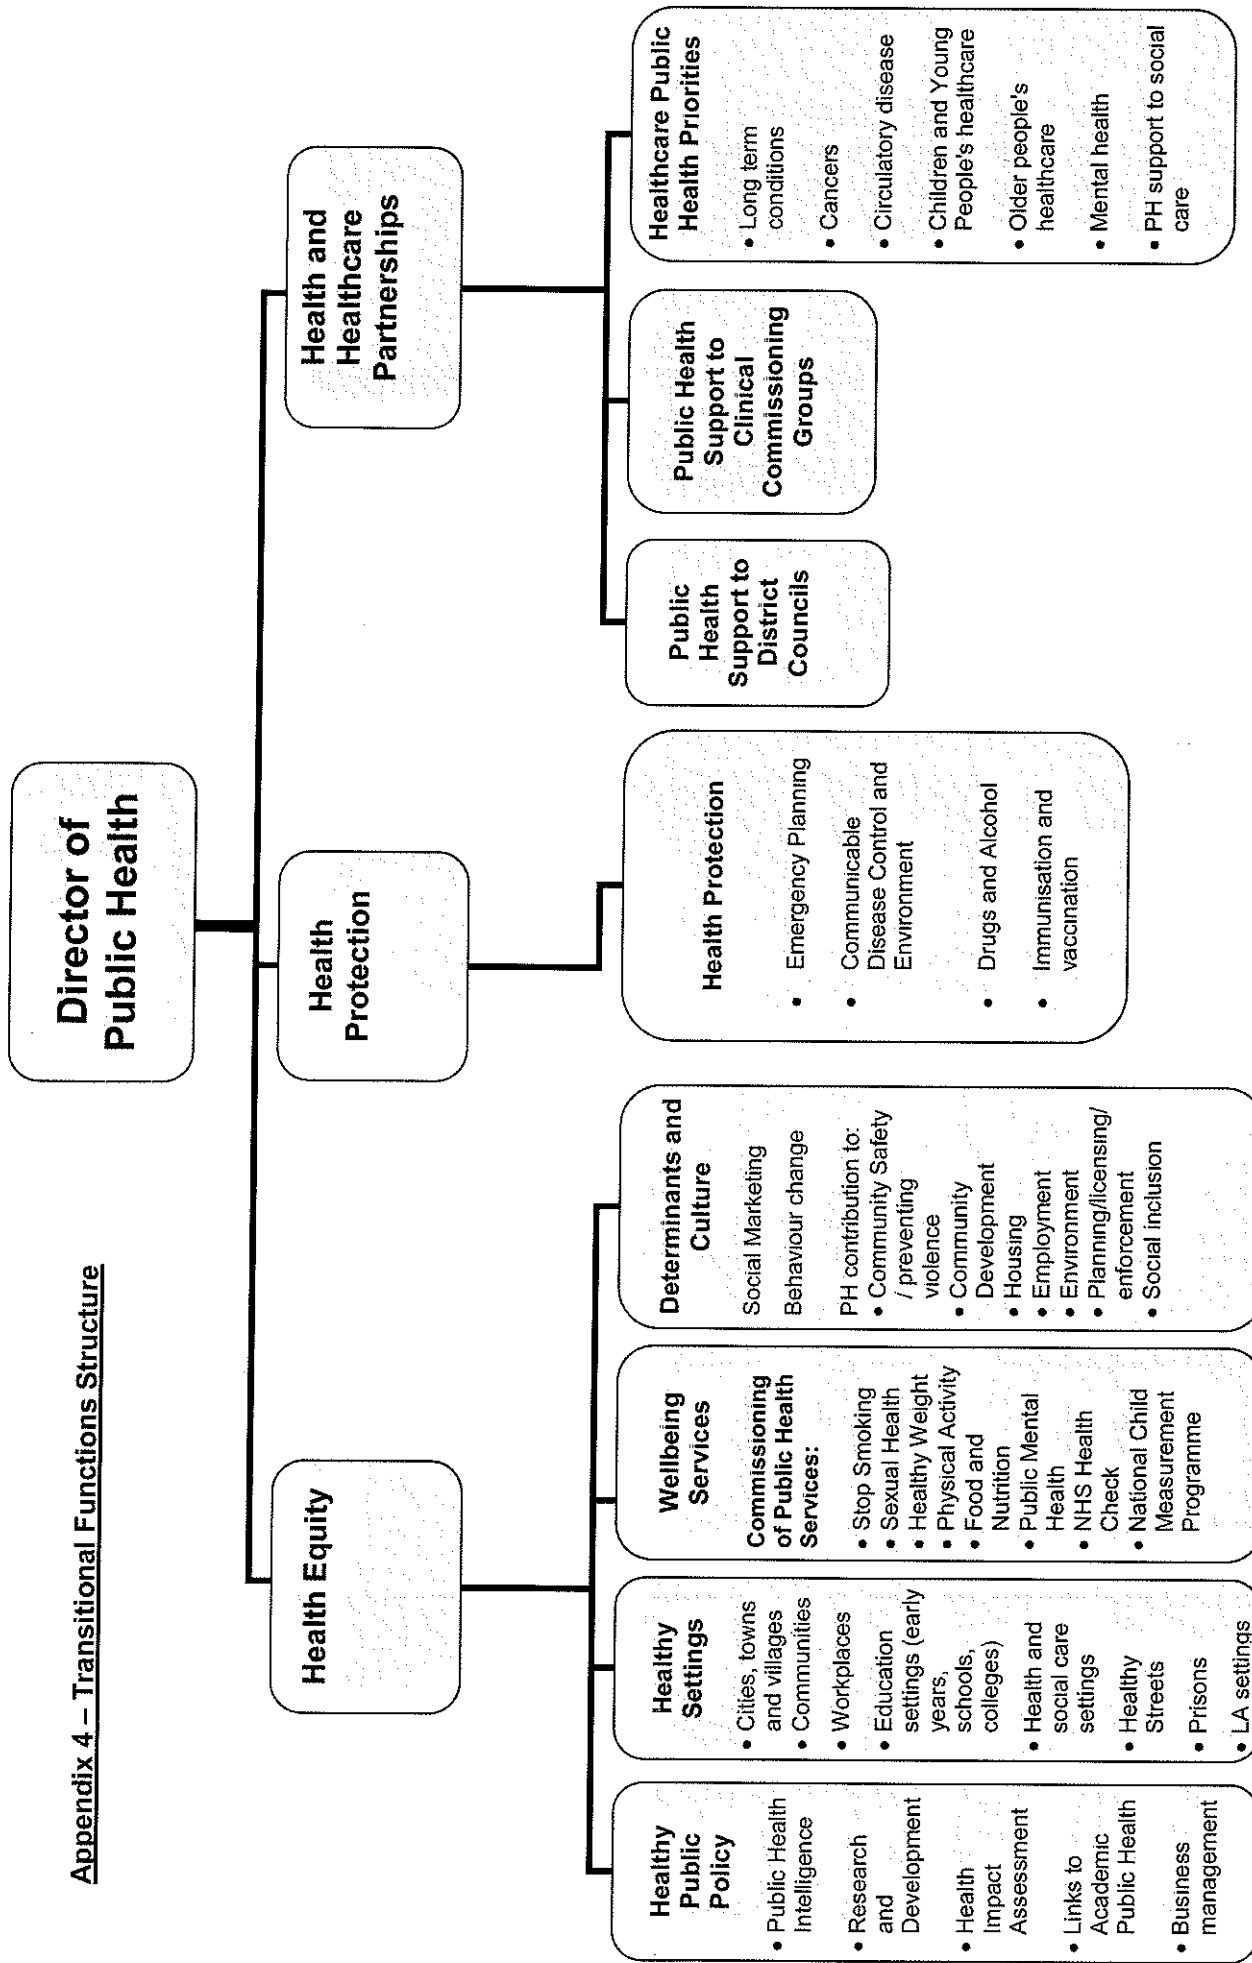 Appendix 4 – Transitional Functions Structure
Director of
Public Health
Health Equity
Health
Protection
Health and
Healthcare
Partnerships
Healthy
Public
Policy
• Public Health
Intelligence
• Research
and
Development
• Health
Impact
Assessment
• Links to
Academic
Public Health
• Business
management
Healthy
Settings
• Cities, towns
and villages
• Communities
• Workplaces
• Education
settings (early
years,
schools,
colleges)
• Health and
social care
settings
• Healthy
Streets
• Prisons
• LA settings
Wellbeing
Services
Commissioning
of Public Health
Services:
• Stop Smoking
• Sexual Health
• Healthy Weight
• Physical Activity
• Food and
Nutrition
• Public Mental
Health
• NHS Health
Check
• National Child
Measurement
Programme
Determinants and
Culture
Social Marketing
Behaviour change
PH contribution to:
• Community Safety
/ preventing
violence
• Community
Development
• Housing
• Employment
• Environment
• Planning/licensing/
enforcement
• Social inclusion
Health Protection
• Emergency Planning
• Communicable
Disease Control and
Environment
• Drugs and Alcohol
• Immunisation and
vaccination
Public
Health
Support to
District
Councils
Public Health
Support to
Clinical
Commissioning
Groups
Healthcare Public
Health Priorities
• Long term
conditions
• Cancers
• Circulatory disease
• Children and Young
People's healthcare
• Older people's
healthcare
• Mental health
• PH support to social
care